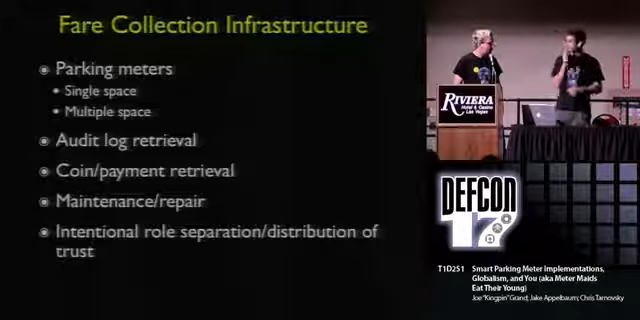 Fare Collection Infrastructure
Parking meters
Single space
Multiple space
Audit log retrieval
Coin/payment retrieval
Maintenance/repair
Intentional role separation/distribution of
trust
RIVIERA
Hotel & Casino
Las Vegas
DEFCON
17
T1D2S1 Smart Parking Meter Implementations,
Globalism, and You (aka Meter Maids
Eat Their Young)
Joe "Kingpin" Grand; Jake Appelbaum; Chris Tarnovsky